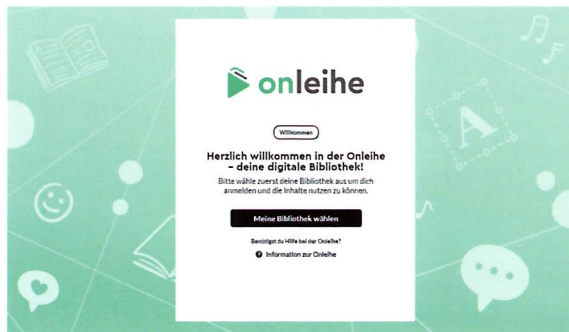 onleihe
Willkommen
Herzlich willkommen in der Onleihe
– deine digitale Bibliothek!
Bitte wähle zuerst deine Bibliothek aus um dich
anmelden und die Inhalte nutzen zu können.
Meine Bibliothek wählen
Benötigst du Hilfe bei der Onleihe?
? Information zur Onleihe
A